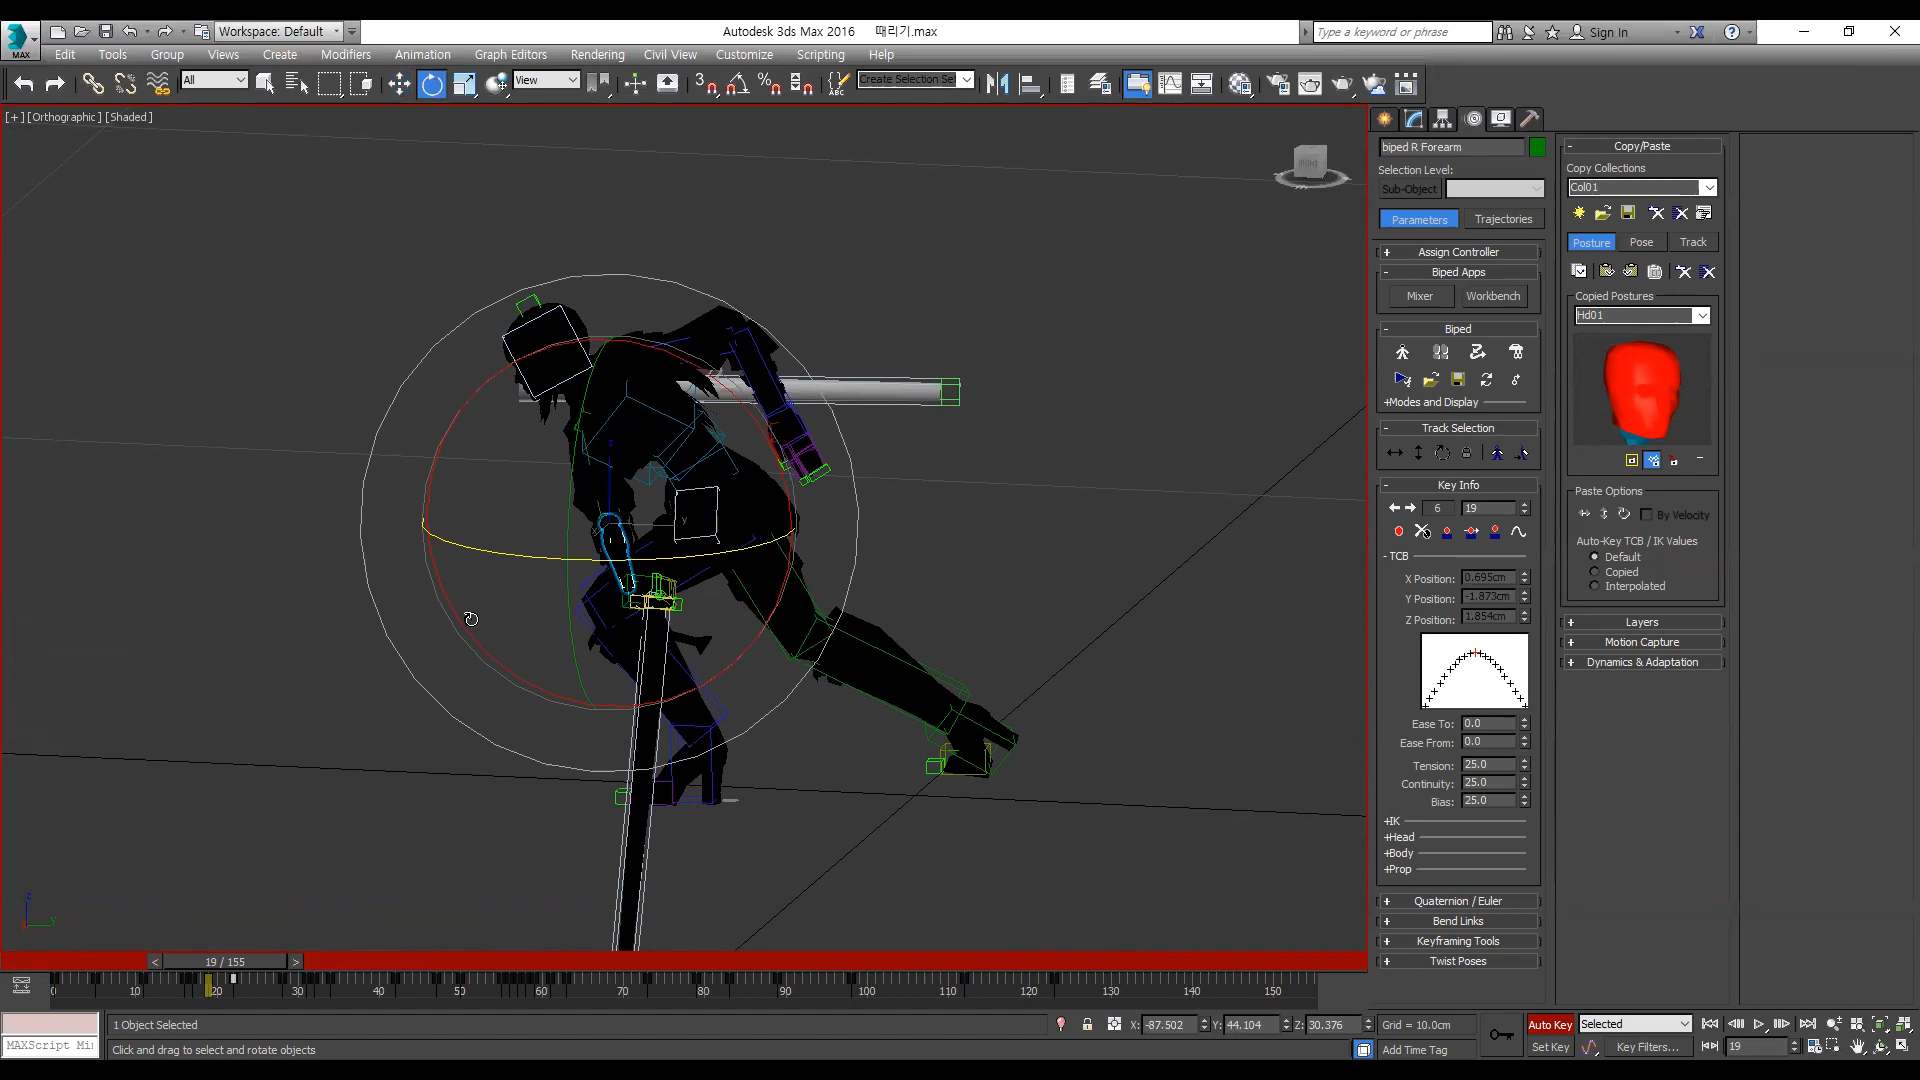 MAX
Workspace: Default
Autodesk 3ds Max 2016 때리기.max
Type a keyword or phrase
Sign In
Edit Tools Group Views Create Modifiers Animation Graph Editors Rendering Civil View Customize Scripting Help
All
View
3
ABC
Create Selection Se
[+] [Orthographic] [Shaded]
biped R Forearm
Selection Level:
Sub-Object
Parameters Trajectories
+ Assign Controller
- Biped Apps
Mixer Workbench
- Biped
+Modes and Display
- Track Selection
- Key Info
6 19
- TCB
X Position: 0.695cm
Y Position: -1.873cm
Z Position: 1.854cm
Ease To: 0.0
Ease From: 0.0
Tension: 25.0
Continuity: 25.0
Bias: 25.0
+IK
+Head
+Body
+Prop
+ Quaternion / Euler
+ Bend Links
+ Keyframing Tools
+ Twist Poses
- Copy/Paste
Copy Collections
Col01
Posture Pose Track
Copied Postures
Hd01
Paste Options
By Velocity
Auto-Key TCB / IK Values
Default
Copied
Interpolated
+ Layers
+ Motion Capture
+ Dynamics & Adaptation
z
y
x
z
y
< 19 / 155 >
10 20 30 40 50 60 70 80 90 100 110 120 130 140 150
1 Object Selected
X: -87.502 Y: 44.104 Z: 30.376 Grid = 10.0cm
Auto Key Selected
MAXScript Mi
Click and drag to select and rotate objects
Add Time Tag
Set Key Key Filters...
19